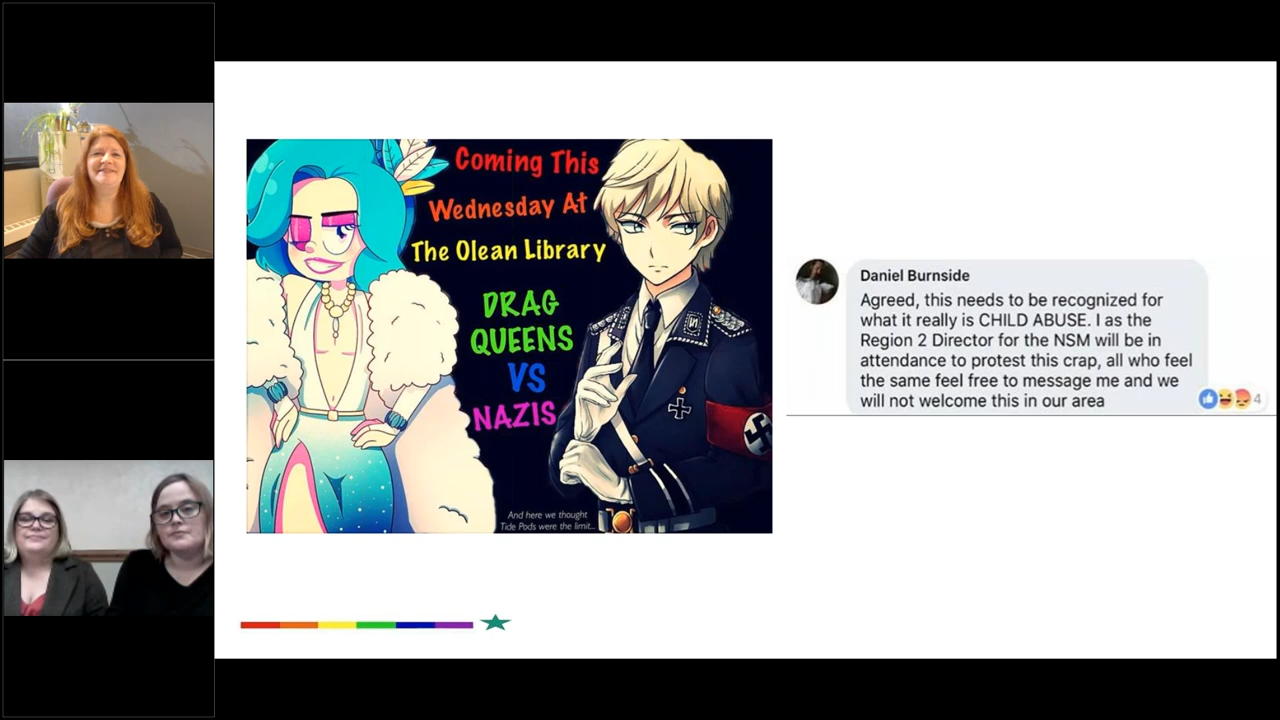 Coming This
Wednesday At
The Olean Library
DRAG
QUEENS
VS
NAZIS
And here we thought
Tide Pods were the limit...
Daniel Burnside
Agreed, this needs to be recognized for
what it really is CHILD ABUSE. I as the
Region 2 Director for the NSM will be in
attendance to protest this crap, all who feel
the same feel free to message me and we
will not welcome this in our area
4